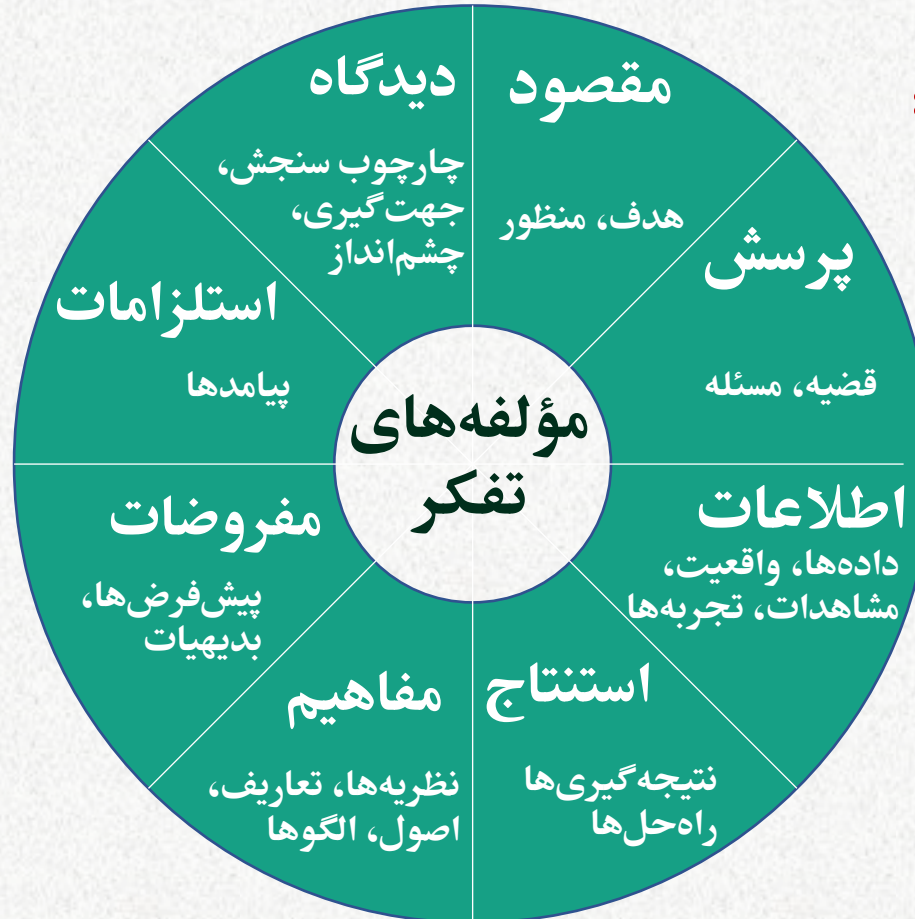 مؤلفه‌های
تفکر
مقصود
هدف، منظور
پرسش
قضیه، مسئله
اطلاعات
داده‌ها، واقعیت،
مشاهدات، تجربه‌ها
استنتاج
نتیجه‌گیری‌ها
راه‌حل‌ها
مفاهیم
نظریه‌ها، تعاریف،
اصول، الگوها
مفروضات
پیش‌فرض‌ها،
بدیهیات
استلزامات
پیامدها
دیدگاه
چارچوب سنجش،
جهت‌گیری،
چشم‌انداز